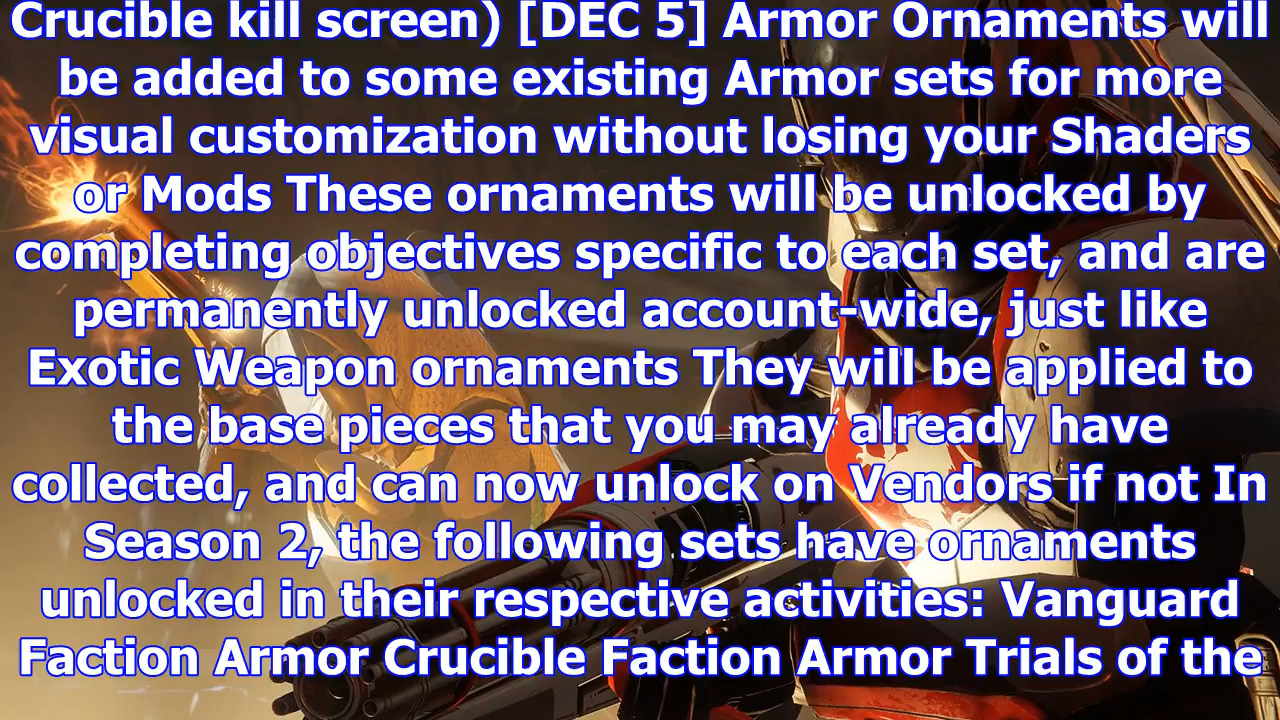 Crucible kill screen) [DEC 5] Armor Ornaments will
be added to some existing Armor sets for more
visual customization without losing your Shaders
or Mods These ornaments will be unlocked by
completing objectives specific to each set, and are
permanently unlocked account-wide, just like
Exotic Weapon ornaments They will be applied to
the base pieces that you may already have
collected, and can now unlock on Vendors if not In
Season 2, the following sets have ornaments
unlocked in their respective activities: Vanguard
Faction Armor Crucible Faction Armor Trials of the